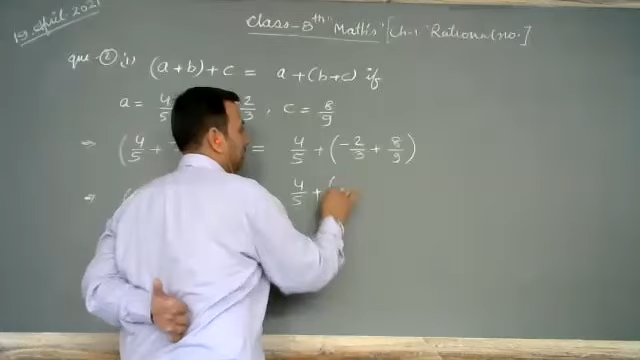 19. April. 2021
Class-8th "Maths" [Ch-1 "Rational no.]
que-② (i) (a+b)+c = a+(b+c) if
a = 4/5 -2/3 , c = 8/9
⇒ (4/5 + = 4/5 + (-2/3 + 8/9)
⇒ ( 4/5 + (